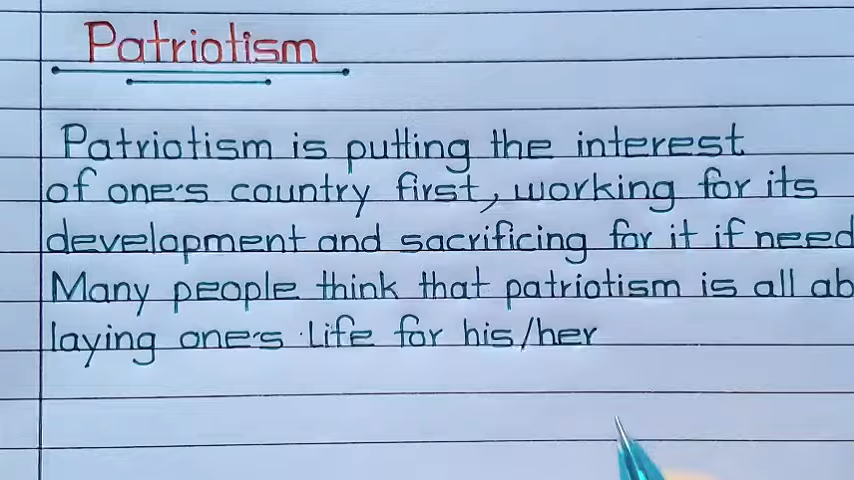 Patriotism
Patriotism is putting the interest
of one's country first, working for its
development and sacrificing for it if need
Many people think that patriotism is all ab
laying one's life for his/her